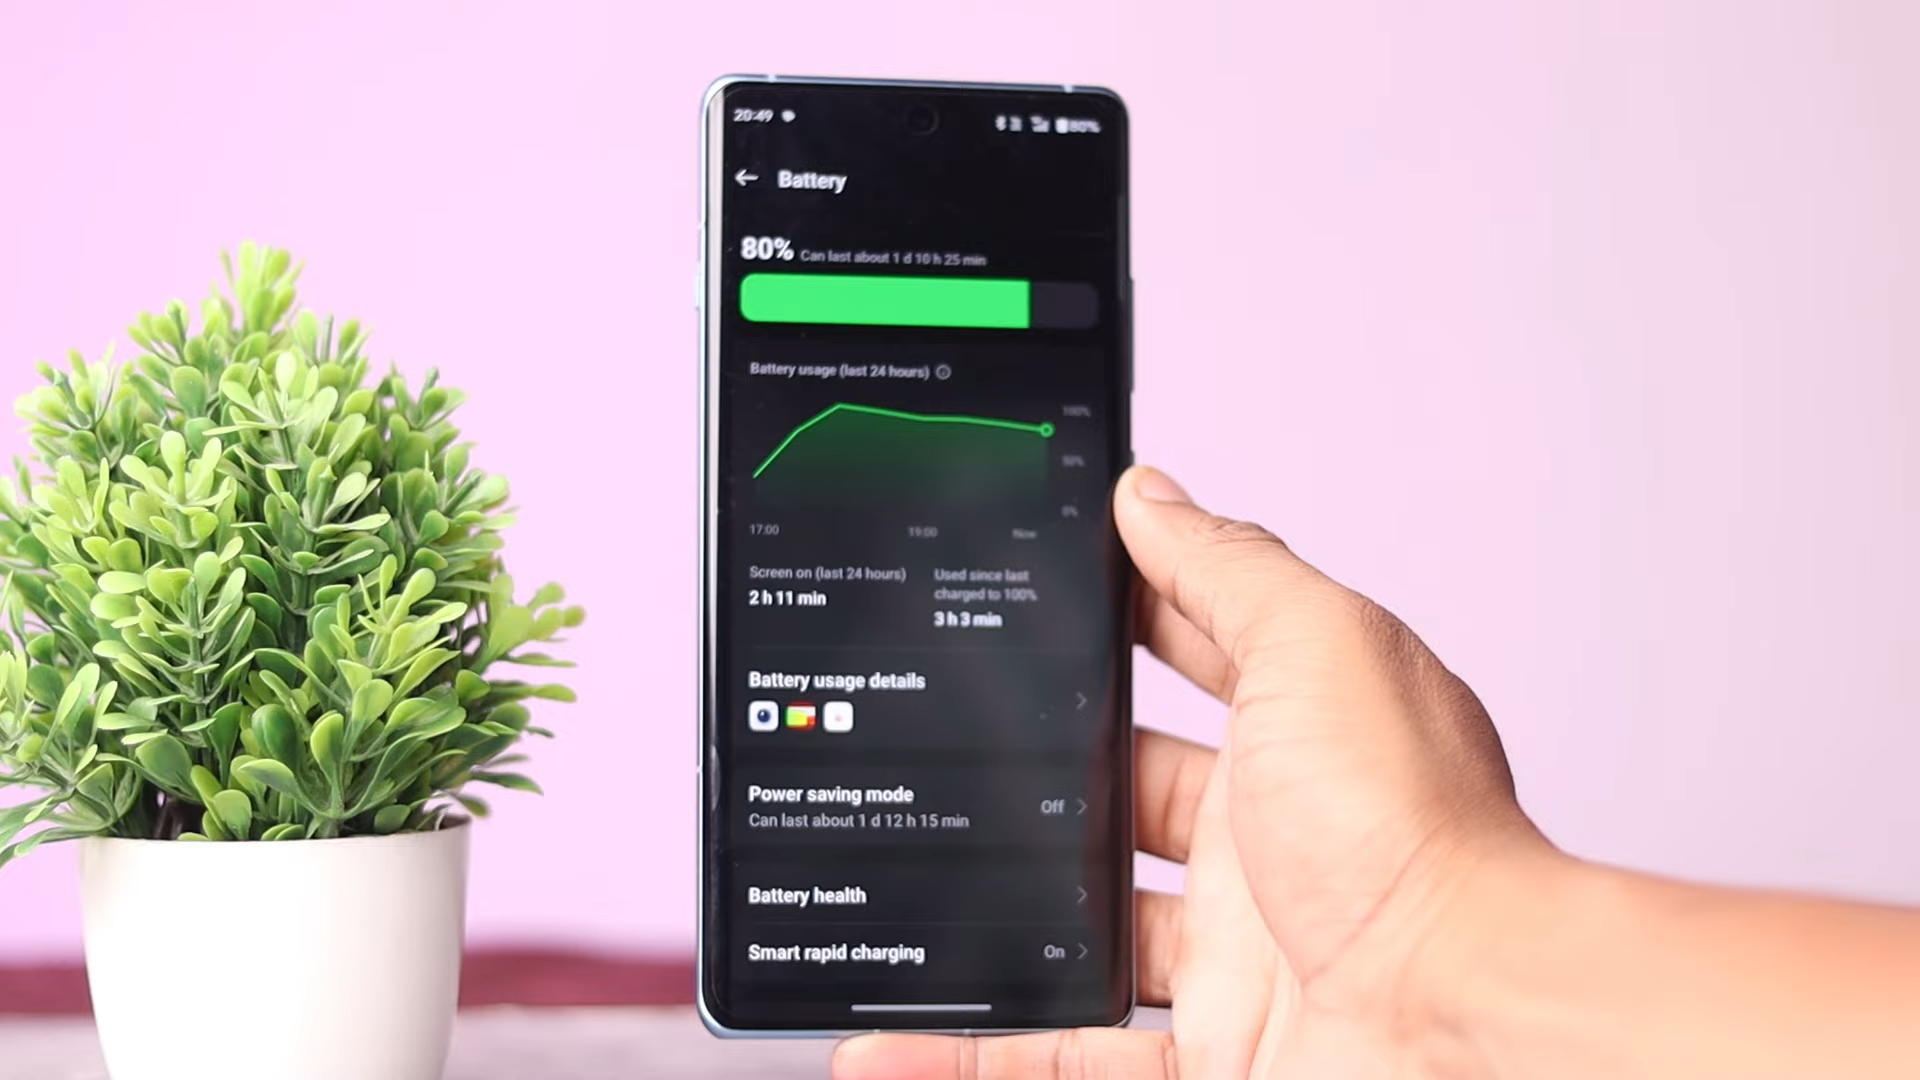 20:49
80%
Battery
80% Can last about 1 d 10 h 25 min
Battery usage (last 24 hours)
100%
50%
0%
17:00 19:00 Now
Screen on (last 24 hours)
2 h 11 min
Used since last
charged to 100%
3 h 3 min
Battery usage details
Power saving mode
Can last about 1 d 12 h 15 min
Off
Battery health
Smart rapid charging
On